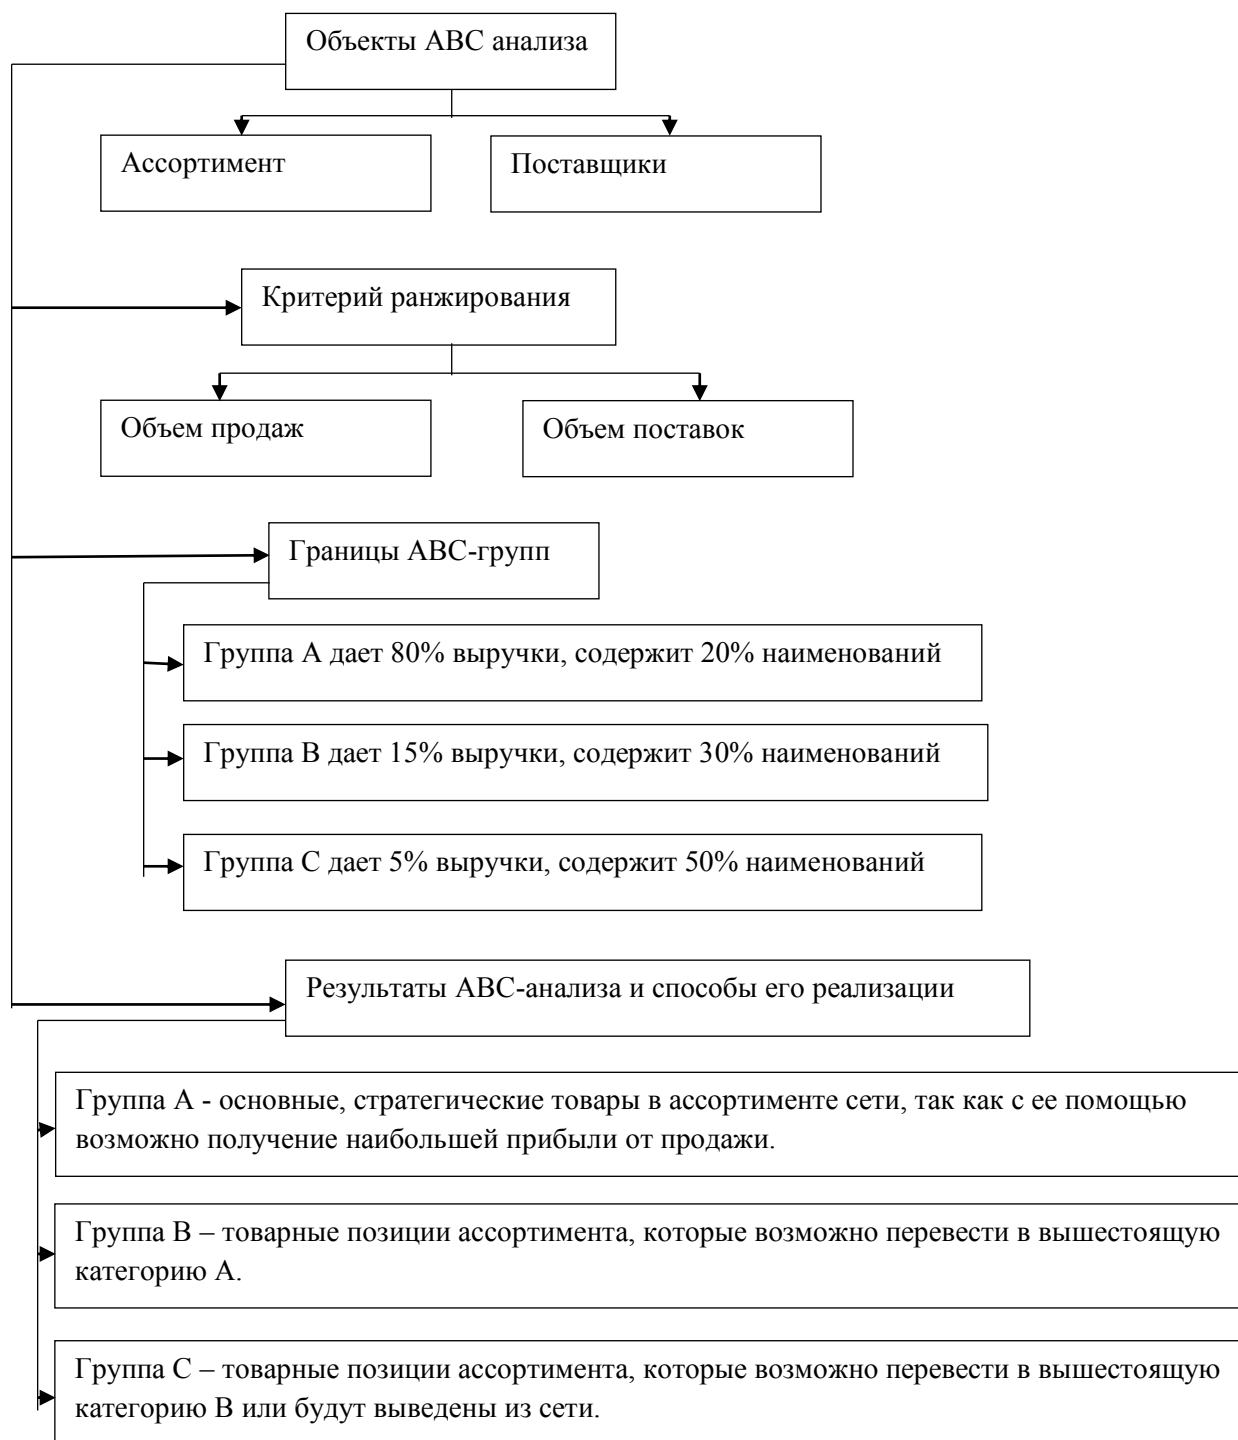 Объекты АВС анализа
Ассортимент
Поставщики
Критерий ранжирования
Объем продаж
Объем поставок
Границы АВС-групп
Группа А дает 80% выручки, содержит 20% наименований
Группа В дает 15% выручки, содержит 30% наименований
Группа С дает 5% выручки, содержит 50% наименований
Результаты АВС-анализа и способы его реализации
Группа А - основные, стратегические товары в ассортименте сети, так как с ее помощью
возможно получение наибольшей прибыли от продажи.
Группа В – товарные позиции ассортимента, которые возможно перевести в вышестоящую
категорию А.
Группа С – товарные позиции ассортимента, которые возможно перевести в вышестоящую
категорию В или будут выведены из сети.